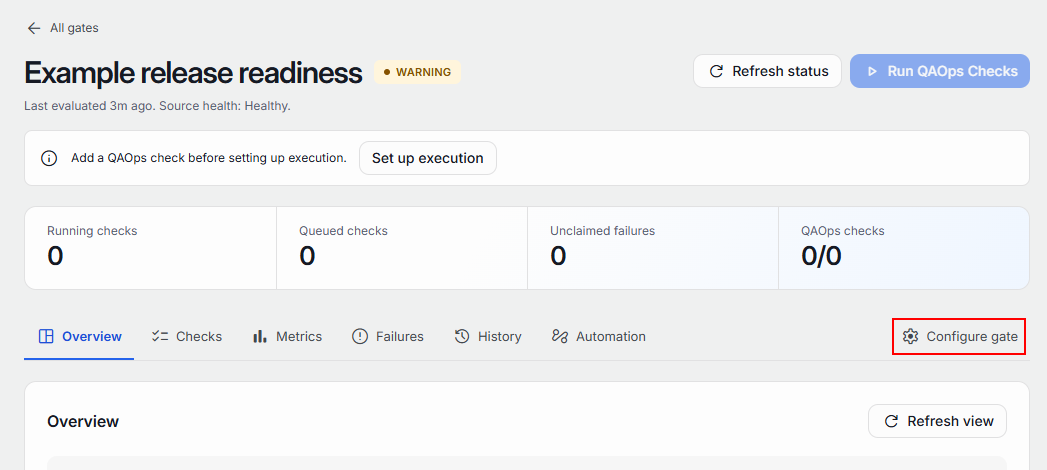 All gates
Example release readiness
WARNING
Refresh status
Run QAOps Checks
Last evaluated 3m ago. Source health: Healthy.
Add a QAOps check before setting up execution.
Set up execution
Running checks
0
Queued checks
0
Unclaimed failures
0
QAOps checks
0/0
Overview
Checks
Metrics
Failures
History
Automation
Configure gate
Overview
Refresh view